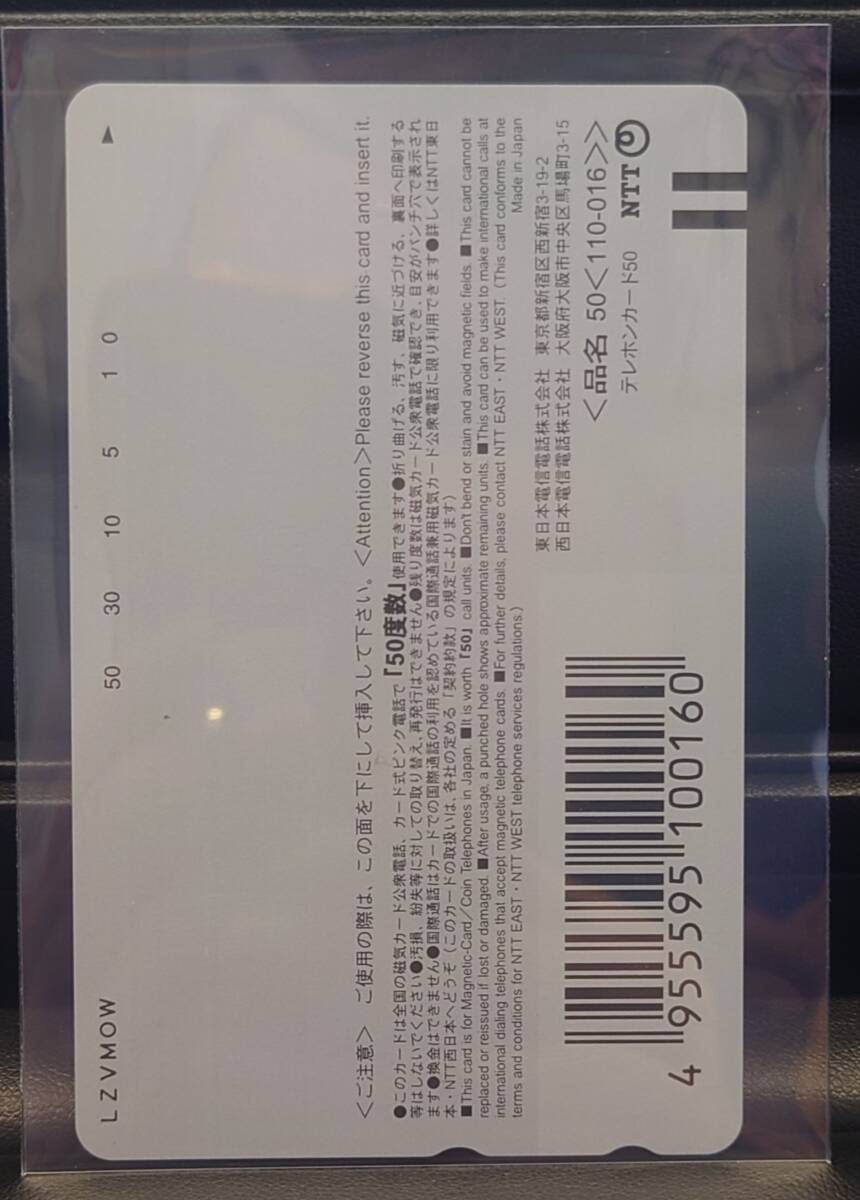 LZVMOW
50 30 10 5 1 0 ▶
＜ご注意＞ ご使用の際は、この面を下にして挿入して下さい。＜Attention＞Please reverse this card and insert it.
●このカードは全国の磁気カード公衆電話、カード式ピンク電話で「50度数」使用できます●折り曲げる、汚す、磁気に近づける、裏面へ印刷する
等はしないでください●汚損、紛失等に対しての取り替え、再発行はできません●残り度数は磁気カード公衆電話で確認でき、目安がパンチ穴で表示され
ます●換金はできません●国際通話はカードでの国際通話の利用を認めている国際通話兼用磁気カード公衆電話に限り利用できます●詳しくはNTT東日
本・NTT西日本へどうぞ（このカードの取扱いは、各社の定める「契約約款」の規定によります）
■This card is for Magnetic-Card／Coin Telephones in Japan. ■It is worth「50」call units. ■Don't bend or stain and avoid magnetic fields. ■This card cannot be
replaced or reissued if lost or damaged. ■After usage, a punched hole shows approximate remaining units. ■This card can be used to make international calls at
international dialing telephones that accept magnetic telephone cards. ■For further details, please contact NTT EAST・NTT WEST. (This card conforms to the
terms and conditions for NTT EAST・NTT WEST telephone services regulations.)
Made in Japan
東日本電信電話株式会社 東京都新宿区西新宿3-19-2
西日本電信電話株式会社 大阪府大阪市中央区馬場町3-15
＜品名 50＜110-016＞＞
テレホンカード50 NTT
4 955595 100160